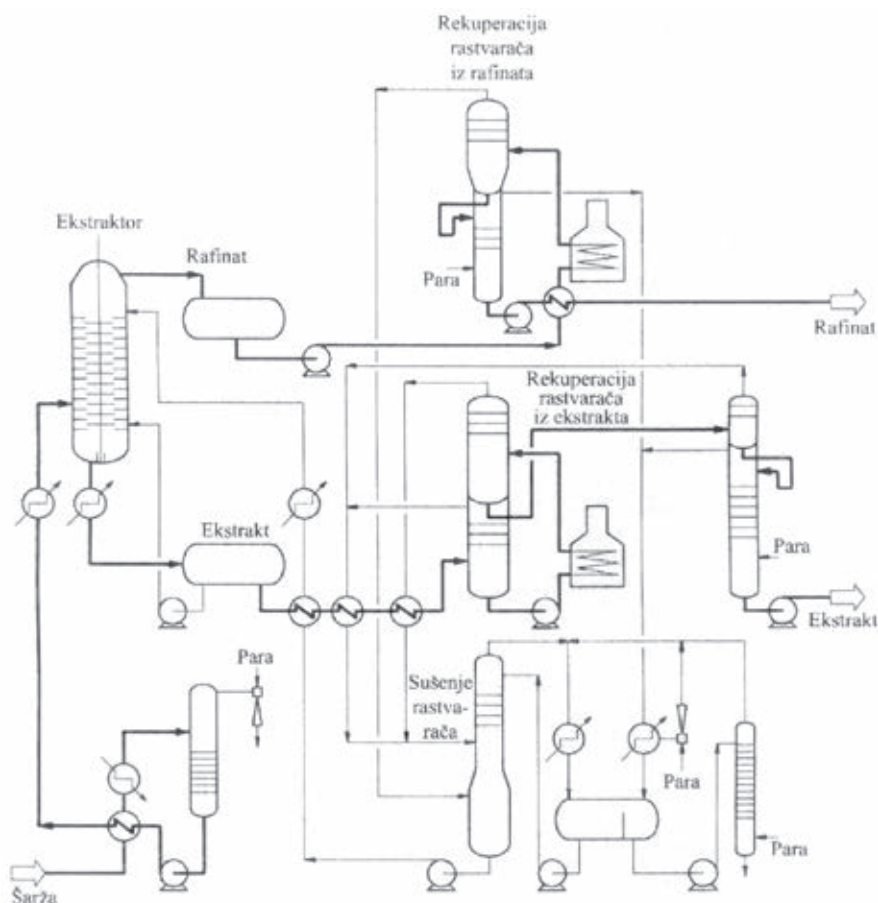 Rekuperacija
rastvarača
iz rafinata
Ekstraktor
Rafinat
Para
Rafinat
Rekuperacija
rastvarača
iz ekstrakta
Ekstrakt
Para
Ekstrakt
Para
Sušenje
rastva-
rača
Para
Para
Šarža